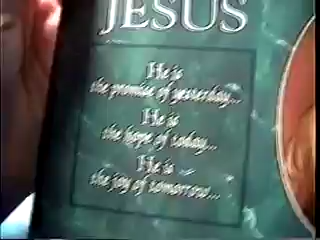 JESUS
He is
the promise of yesterday...
He is
the hope of today...
He is
the joy of tomorrow...